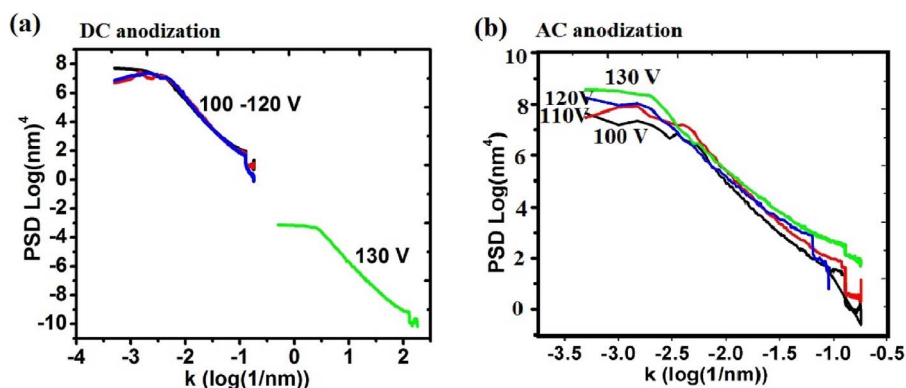 (a)
DC anodization
PSD Log(nm)4
8
6
4
2
0
-2
-4
-6
-8
-10
100 -120 V
130 V
-4
-3
-2
-1
0
1
2
k (log(1/nm))
(b)
AC anodization
PSD Log(nm4)
10
8
6
4
2
0
130 V
120V
110V
100 V
-3.5
-3.0
-2.5
-2.0
-1.5
-1.0
-0.5
k (log(1/nm))